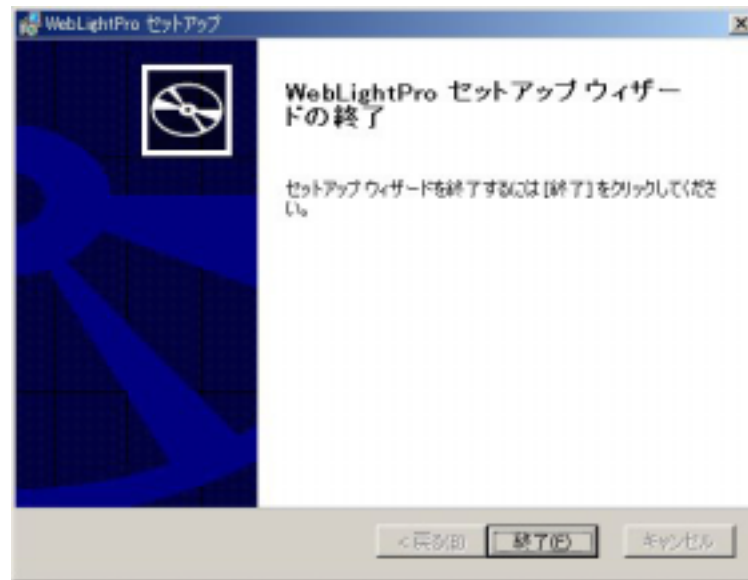 WebLightPro セットアップ
WebLightPro セットアップ ウィザー
ドの終了
セットアップ ウィザードを終了するには [終了] をクリックしてくださ
い。
< 戻る(B)
終了(F)
キャンセル